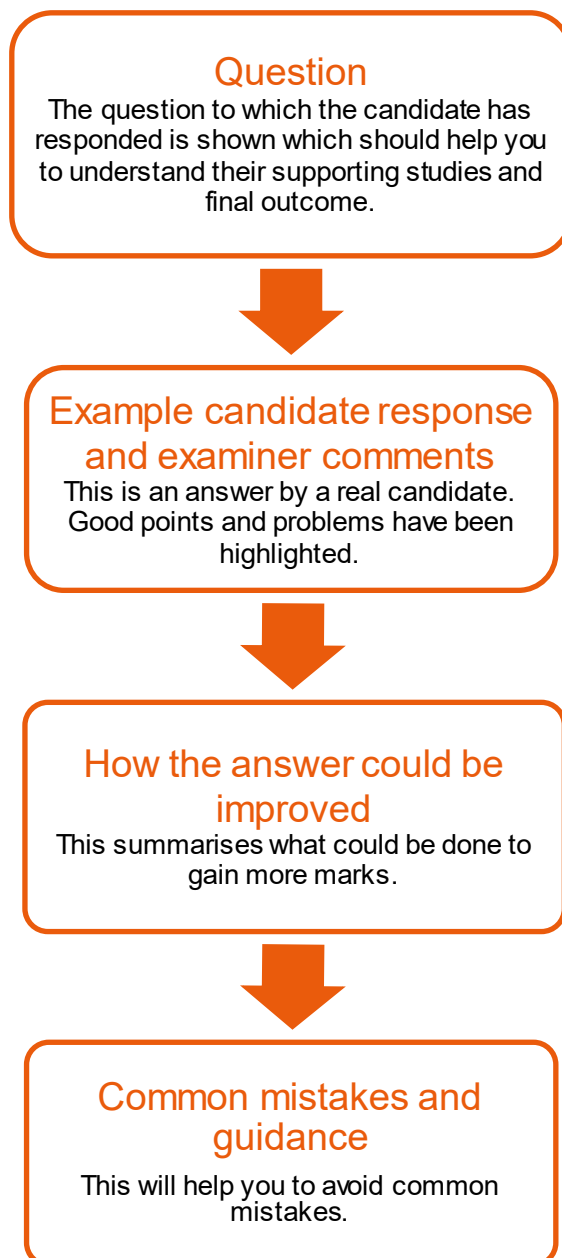 Question
The question to which the candidate has
responded is shown which should help you
to understand their supporting studies and
final outcome.
Example candidate response
and examiner comments
This is an answer by a real candidate.
Good points and problems have been
highlighted.
How the answer could be
improved
This summarises what could be done to
gain more marks.
Common mistakes and
guidance
This will help you to avoid common
mistakes.